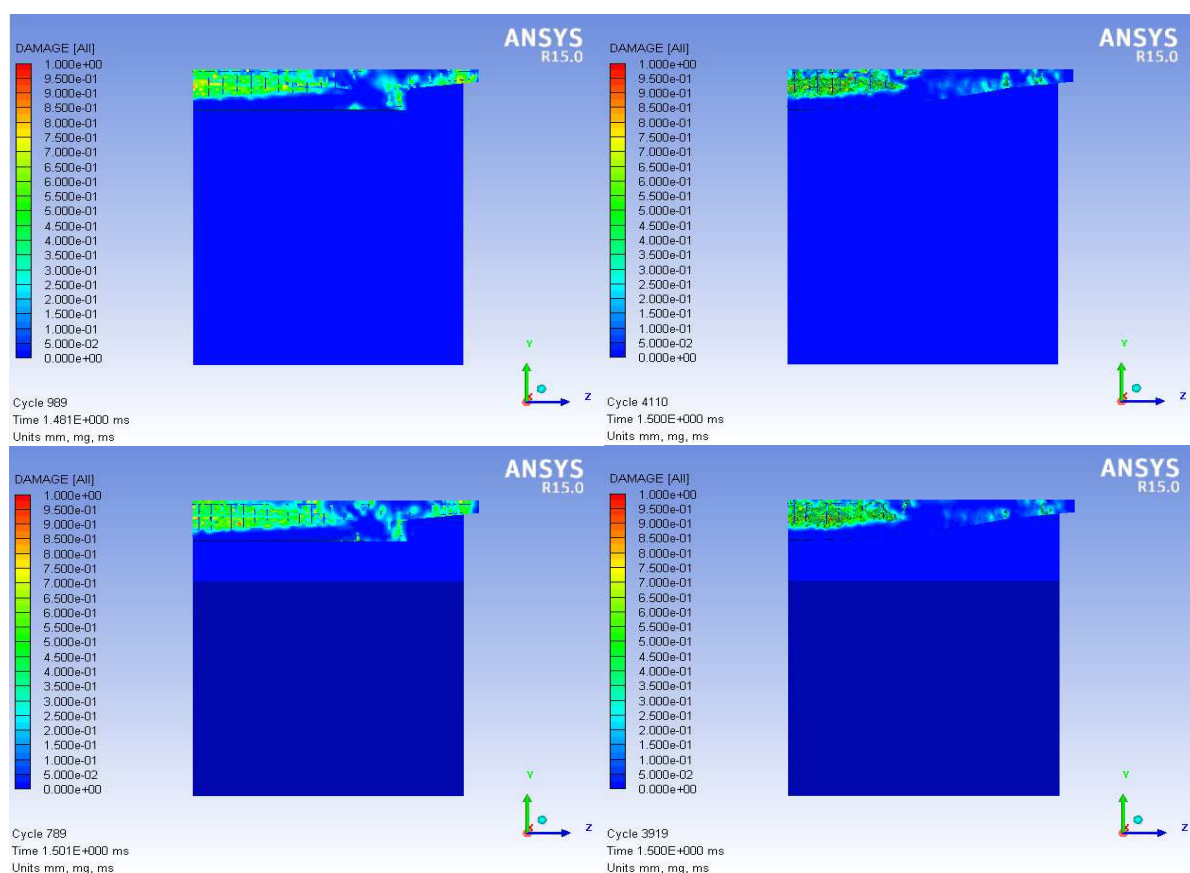 ANSYS
R15.0
DAMAGE [All]
1.000e+00
9.500e-01
9.000e-01
8.500e-01
8.000e-01
7.500e-01
7.000e-01
6.500e-01
6.000e-01
5.500e-01
5.000e-01
4.500e-01
4.000e-01
3.500e-01
3.000e-01
2.500e-01
2.000e-01
1.500e-01
1.000e-01
5.000e-02
0.000e+00
Y
Z
Cycle 989
Time 1.481E+000 ms
Units mm, mg, ms
ANSYS
R15.0
DAMAGE [All]
1.000e+00
9.500e-01
9.000e-01
8.500e-01
8.000e-01
7.500e-01
7.000e-01
6.500e-01
6.000e-01
5.500e-01
5.000e-01
4.500e-01
4.000e-01
3.500e-01
3.000e-01
2.500e-01
2.000e-01
1.500e-01
1.000e-01
5.000e-02
0.000e+00
Y
Z
Cycle 4110
Time 1.500E+000 ms
Units mm, mg, ms
ANSYS
R15.0
DAMAGE [All]
1.000e+00
9.500e-01
9.000e-01
8.500e-01
8.000e-01
7.500e-01
7.000e-01
6.500e-01
6.000e-01
5.500e-01
5.000e-01
4.500e-01
4.000e-01
3.500e-01
3.000e-01
2.500e-01
2.000e-01
1.500e-01
1.000e-01
5.000e-02
0.000e+00
Y
Z
Cycle 789
Time 1.501E+000 ms
Units mm, mg, ms
ANSYS
R15.0
DAMAGE [All]
1.000e+00
9.500e-01
9.000e-01
8.500e-01
8.000e-01
7.500e-01
7.000e-01
6.500e-01
6.000e-01
5.500e-01
5.000e-01
4.500e-01
4.000e-01
3.500e-01
3.000e-01
2.500e-01
2.000e-01
1.500e-01
1.000e-01
5.000e-02
0.000e+00
Y
Z
Cycle 3919
Time 1.500E+000 ms
Units mm, mg, ms